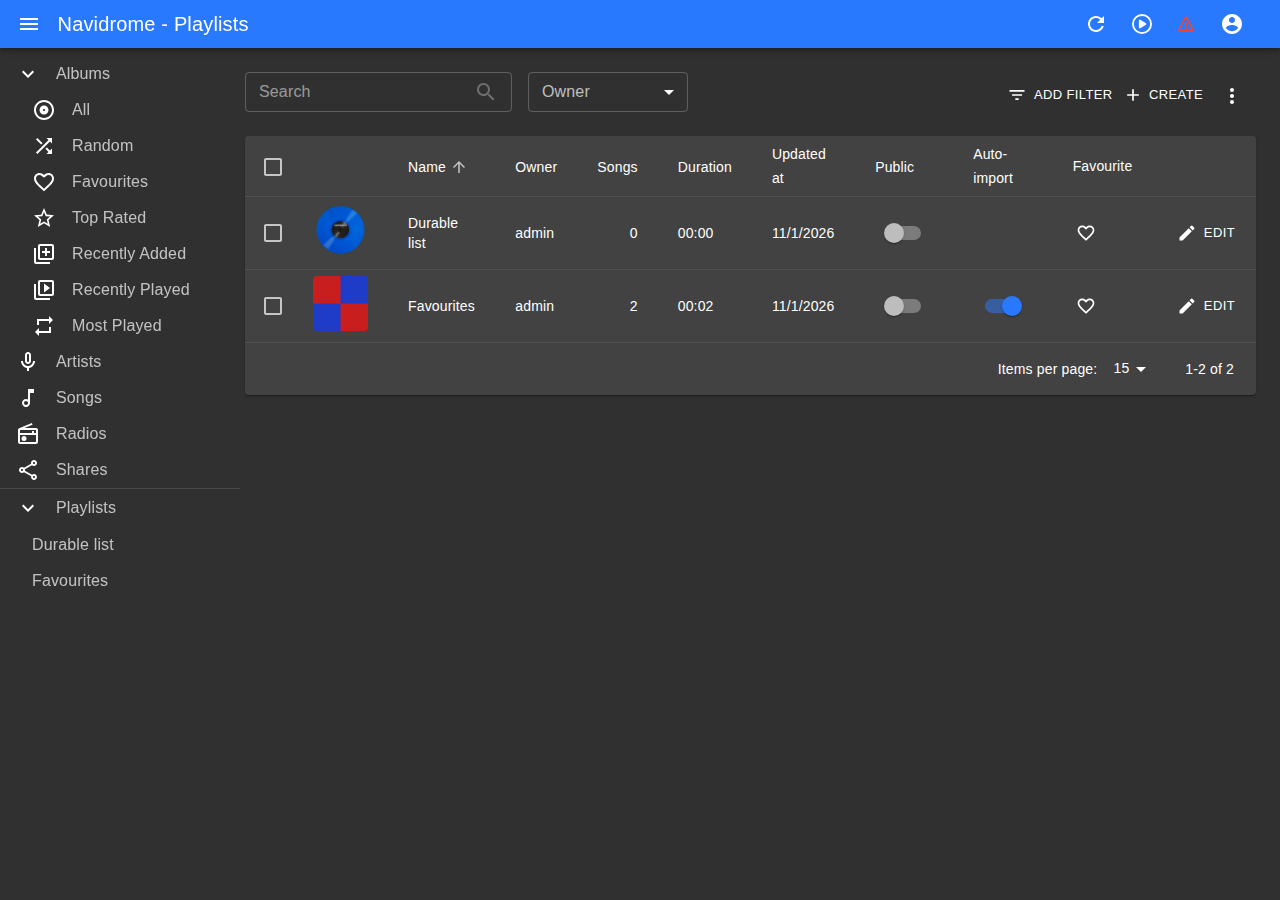 Navidrome - Playlists
Albums
All
Random
Favourites
Top Rated
Recently Added
Recently Played
Most Played
Artists
Songs
Radios
Shares
Playlists
Durable list
Favourites
Search
Owner
ADD FILTER
CREATE
Name
Owner
Songs
Duration
Updated
at
Public
Auto-
import
Favourite
Durable
list
admin
0
00:00
11/1/2026
EDIT
Favourites
admin
2
00:02
11/1/2026
EDIT
Items per page:
15
1-2 of 2